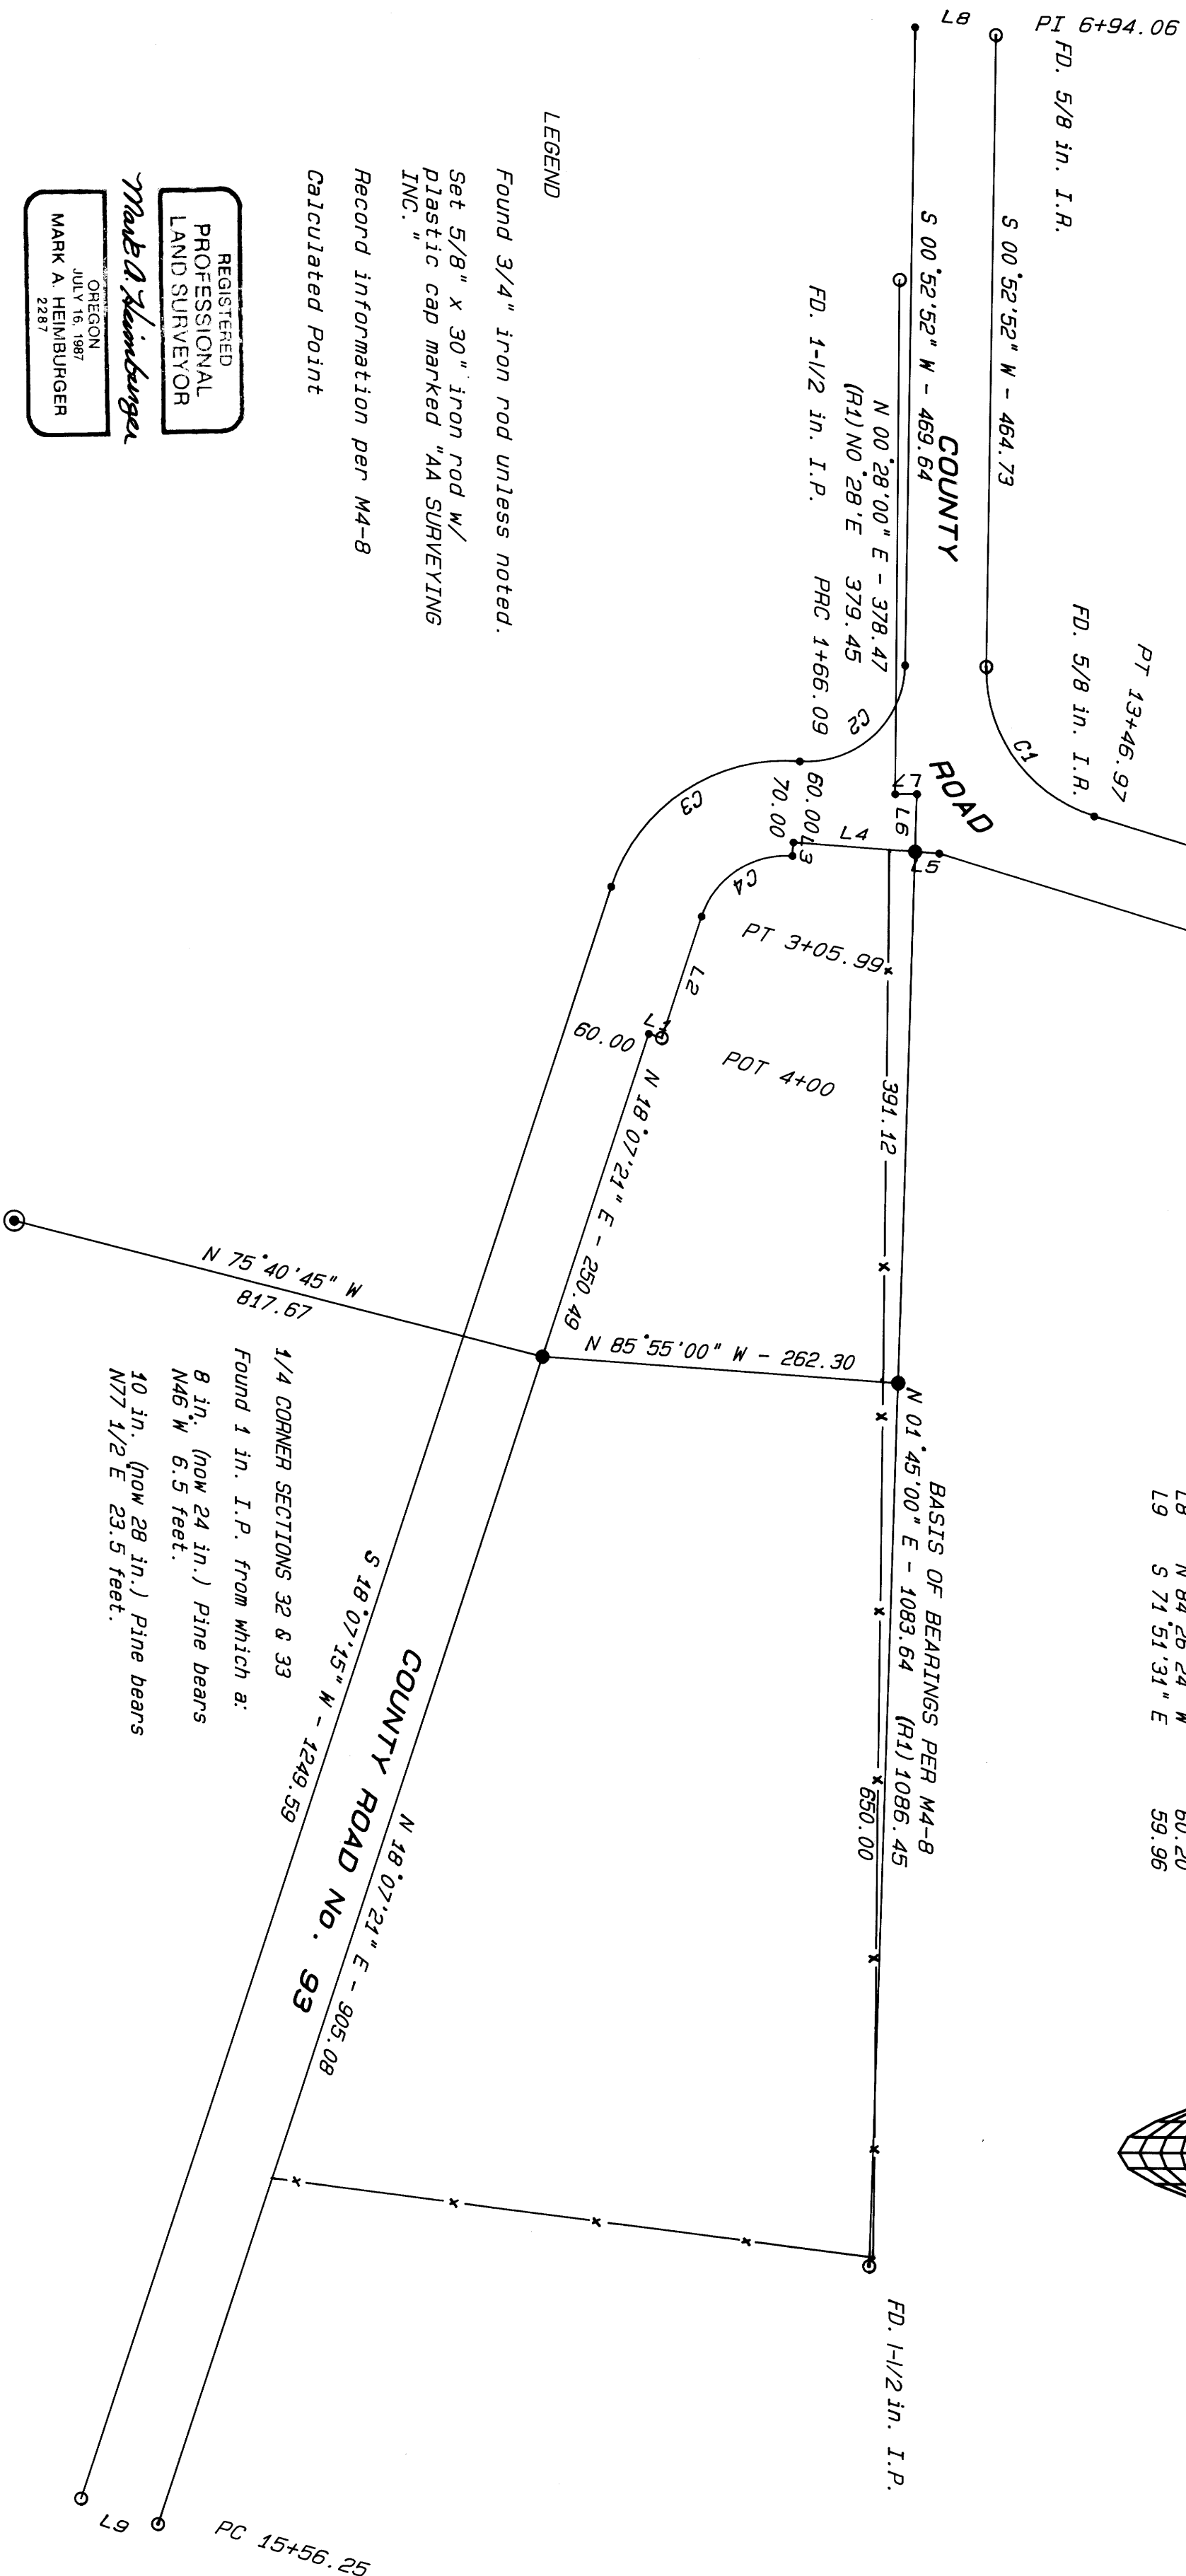 L8
PI 6+94.06
FD. 5/8 in. I.R.
S 00°52'52" W - 464.73
S 00°52'52" W - 469.64
COUNTY
ROAD
N 00°28'00" E - 378.47
(R1)N0°28'E 379.45
FD. 1-1/2 in. I.P.
PRC 1+66.09
PT 13+46.97
FD. 5/8 in. I.R.
C1
C2
C3
C4
L7
L6
L5
L4
60.00
70.00
L3
L2
L1
60.00
PT 3+05.99
POT 4+00
391.12
N 18°07'21" E - 250.49
N 85°55'00" W - 262.30
N 75°40'45" W
817.67
BASIS OF BEARINGS PER M4-8
N 01°45'00" E - 1083.64 (R1)1086.45
650.00
L8 N 84°26'24" W 60.20
L9 S 71°51'31" E 59.96
LEGEND
Found 3/4" iron rod unless noted.
Set 5/8" x 30" iron rod w/
plastic cap marked "AA SURVEYING
INC."
Record information per M4-8
Calculated Point
REGISTERED
PROFESSIONAL
LAND SURVEYOR
Mark A. Heimburger
OREGON
JULY 16, 1987
MARK A. HEIMBURGER
2287
1/4 CORNER SECTIONS 32 & 33
Found 1 in. I.P. from which a:
8 in. (now 24 in.) Pine bears
N46°W 6.5 feet.
10 in. (now 28 in.) Pine bears
N77 1/2°E 23.5 feet.
S 18°07'15" W - 1249.59
COUNTY ROAD No. 93
N 18°07'21" E - 905.08
FD. 1-1/2 in. I.P.
L9
PC 15+56.25